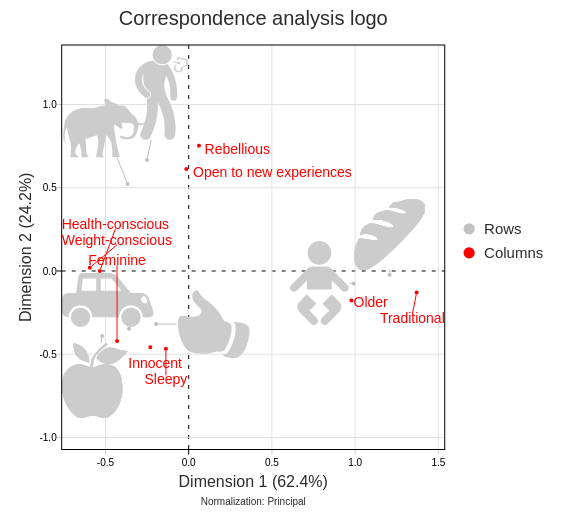 Correspondence analysis logo
Dimension 2 (24.2%)
1.0
0.5
0.0
-0.5
-1.0
Rebellious
Open to new experiences
Health-conscious
Weight-conscious
Feminine
Older
Traditional
Innocent
Sleepy
Rows
Columns
-0.5
0.0
0.5
1.0
1.5
Dimension 1 (62.4%)
Normalization: Principal